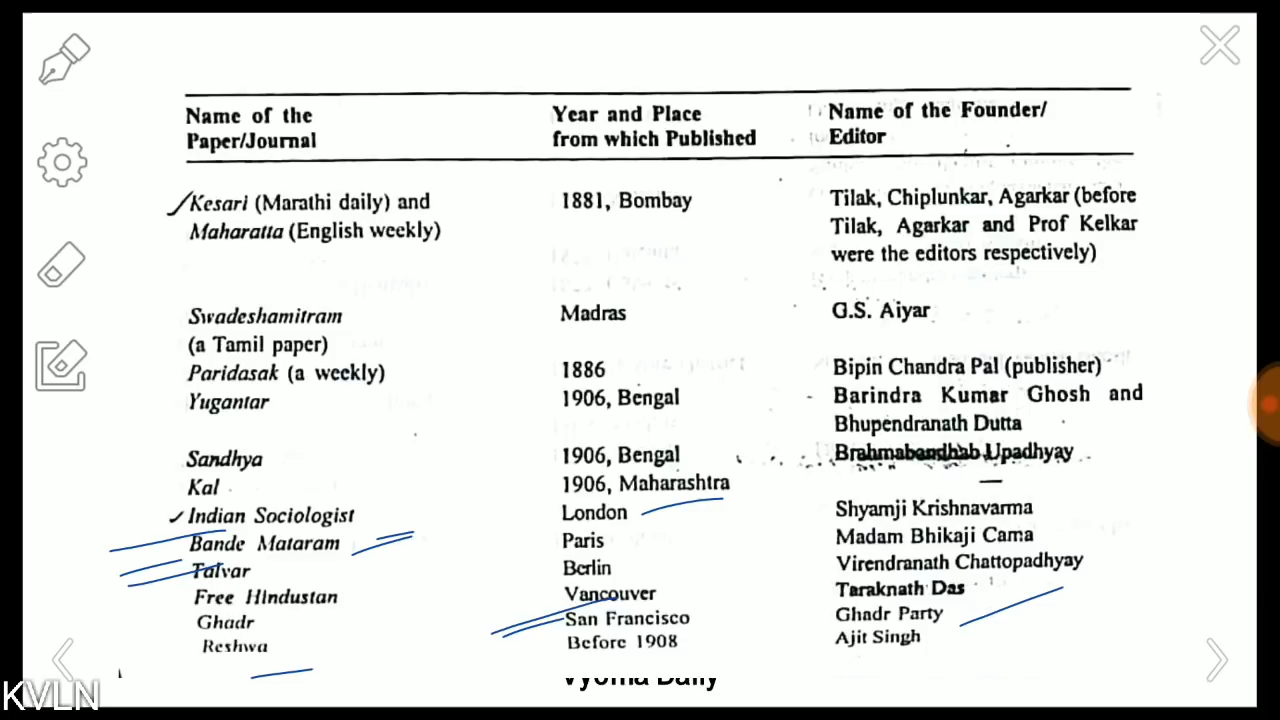 Name of the Paper/Journal	Year and Place from which Published	Name of the Founder/ Editor
Kesari (Marathi daily) and	1881, Bombay	Tilak, Chiplunkar, Agarkar (before
Maharatta (English weekly)	Tilak, Agarkar and Prof Kelkar
were the editors respectively)
Swadeshamitram	Madras	G.S. Aiyar
(a Tamil paper)
Paridasak (a weekly)	1886	Bipin Chandra Pal (publisher)
Yugantar	1906, Bengal	Barindra Kumar Ghosh and
Bhupendranath Dutta
Sandhya	1906, Bengal	Brahmabandhab Upadhyay
Kal	1906, Maharashtra	—
Indian Sociologist	London	Shyamji Krishnavarma
Bande Mataram	Paris	Madam Bhikaji Cama
Talvar	Berlin	Virendranath Chattopadhyay
Free Hindustan	Vancouver	Taraknath Das
Ghadr	San Francisco	Ghadr Party
Reshwa	Before 1908	Ajit Singh
Vyoma Daily
KVLN